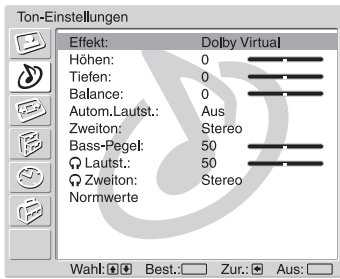 Ton-Einstellungen
Effekt: Dolby Virtual
Höhen: 0
Tiefen: 0
Balance: 0
Autom.Lautst.: Aus
Zweiton: Stereo
Bass-Pegel: 50
Lautst.: 50
Zweiton: Stereo
Normwerte
Wahl: Best.: Zur.: Aus: